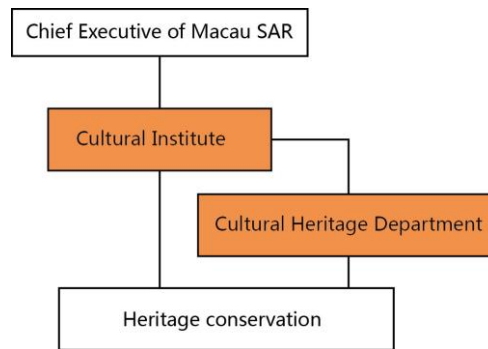 Chief Executive of Macau SAR
Cultural Institute
Cultural Heritage Department
Heritage conservation